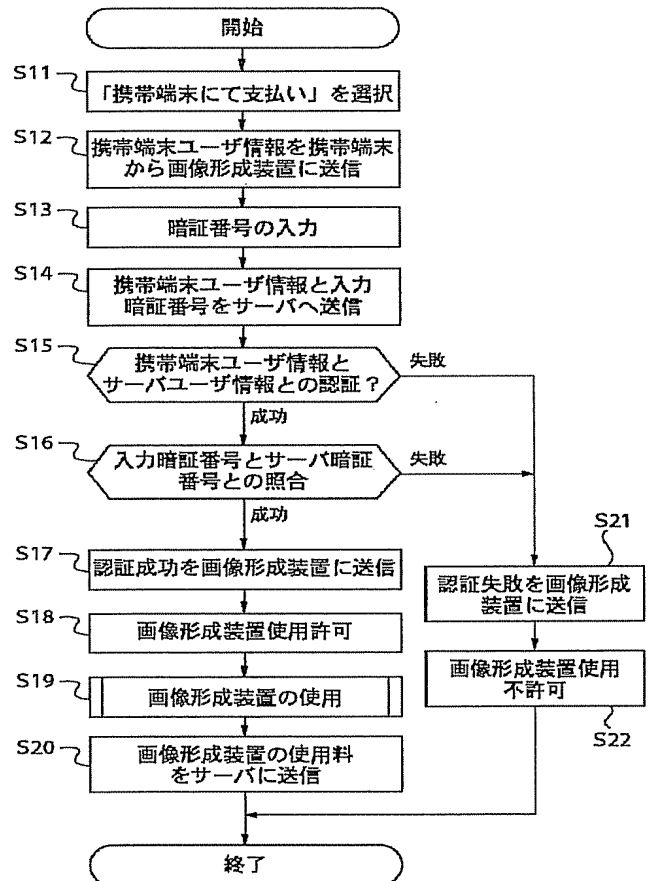 開始
S11
「携帯端末にて支払い」を選択
S12
携帯端末ユーザ情報を携帯端末
から画像形成装置に送信
S13
暗証番号の入力
S14
携帯端末ユーザ情報と入力
暗証番号をサーバへ送信
S15
携帯端末ユーザ情報と
サーバユーザ情報との認証？
失敗
成功
S16
入力暗証番号とサーバ暗証
番号との照合
失敗
成功
S17
認証成功を画像形成装置に送信
S18
画像形成装置使用許可
S19
画像形成装置の使用
S20
画像形成装置の使用料
をサーバに送信
S21
認証失敗を画像形成
装置に送信
画像形成装置使用
不許可
S22
終了